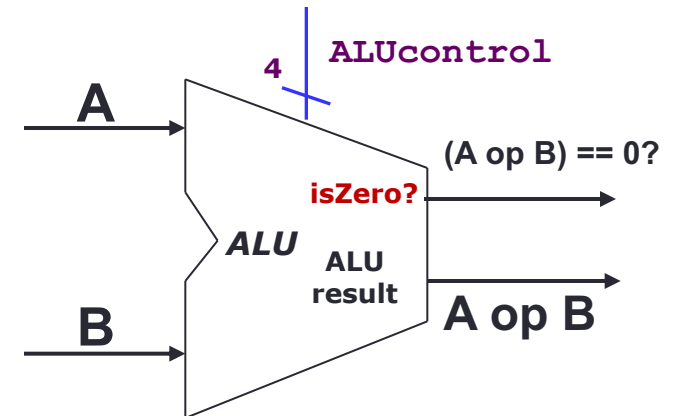 ALUcontrol
4
A
(A op B) == 0?
isZero?
ALU
ALU
result
A op B
B